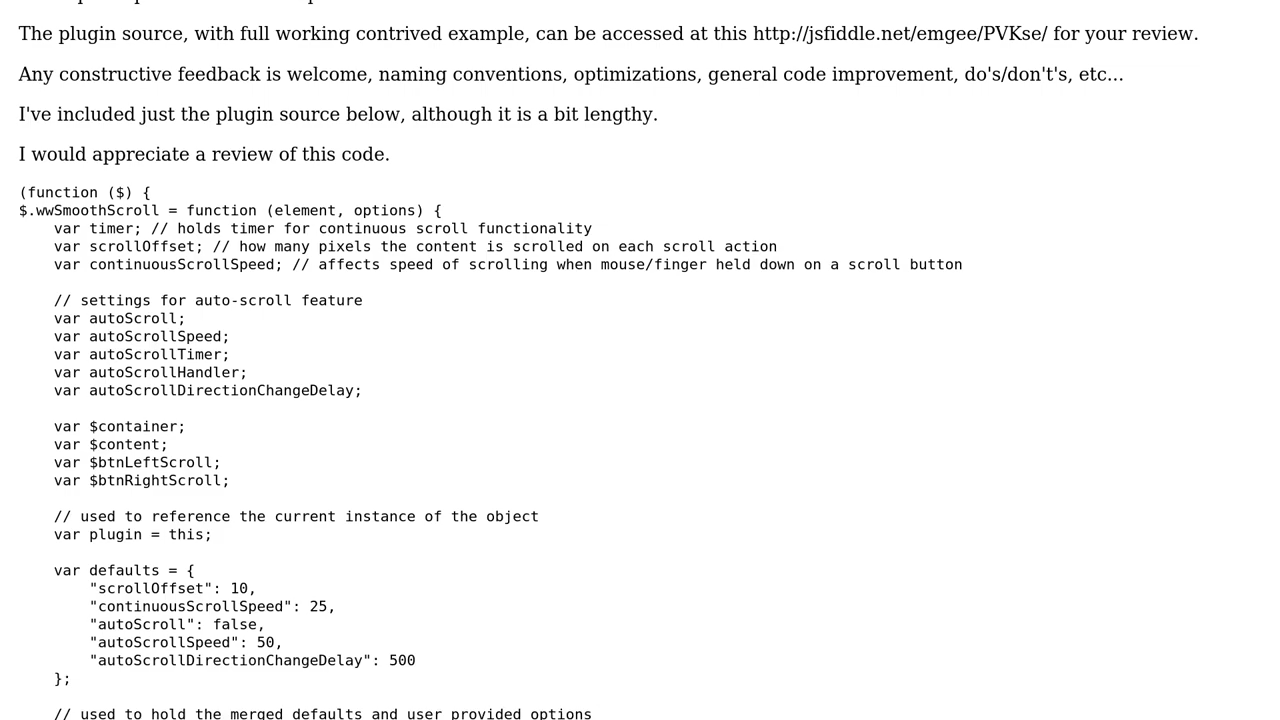 The plugin source, with full working contrived example, can be accessed at this http://jsfiddle.net/emgee/PVKse/ for your review.
Any constructive feedback is welcome, naming conventions, optimizations, general code improvement, do's/don't's, etc...
I've included just the plugin source below, although it is a bit lengthy.
I would appreciate a review of this code.
(function ($) {
$.wwSmoothScroll = function (element, options) {
    var timer; // holds timer for continuous scroll functionality
    var scrollOffset; // how many pixels the content is scrolled on each scroll action
    var continuousScrollSpeed; // affects speed of scrolling when mouse/finger held down on a scroll button
    // settings for auto-scroll feature
    var autoScroll;
    var autoScrollSpeed;
    var autoScrollTimer;
    var autoScrollHandler;
    var autoScrollDirectionChangeDelay;
    var $container;
    var $content;
    var $btnLeftScroll;
    var $btnRightScroll;
    // used to reference the current instance of the object
    var plugin = this;
    var defaults = {
        "scrollOffset": 10,
        "continuousScrollSpeed": 25,
        "autoScroll": false,
        "autoScrollSpeed": 50,
        "autoScrollDirectionChangeDelay": 500
    };
    // used to hold the merged defaults and user provided options